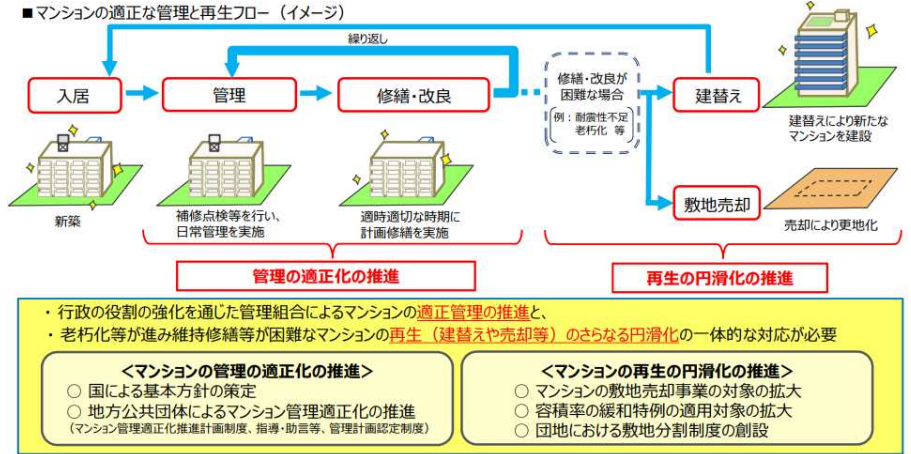 ■マンションの適正な管理と再生フロー（イメージ）
繰り返し
入居
管理
修繕・改良
修繕・改良が
困難な場合
例：耐震性不足
老朽化 等
建替え
建替えにより新たな
マンションを建設
新築
補修点検等を行い、
日常管理を実施
適時適切な時期に
計画修繕を実施
敷地売却
売却により更地化
管理の適正化の推進
再生の円滑化の推進
・行政の役割の強化を通じた管理組合によるマンションの適正管理の推進と、
・老朽化等が進み維持修繕等が困難なマンションの再生（建替えや売却等）のさらなる円滑化の一体的な対応が必要
＜マンションの管理の適正化の推進＞
○ 国による基本方針の策定
○ 地方公共団体によるマンション管理適正化の推進
（マンション管理適正化推進計画制度、指導・助言等、管理計画認定制度）
＜マンションの再生の円滑化の推進＞
○ マンションの敷地売却事業の対象の拡大
○ 容積率の緩和特例の適用対象の拡大
○ 団地における敷地分割制度の創設